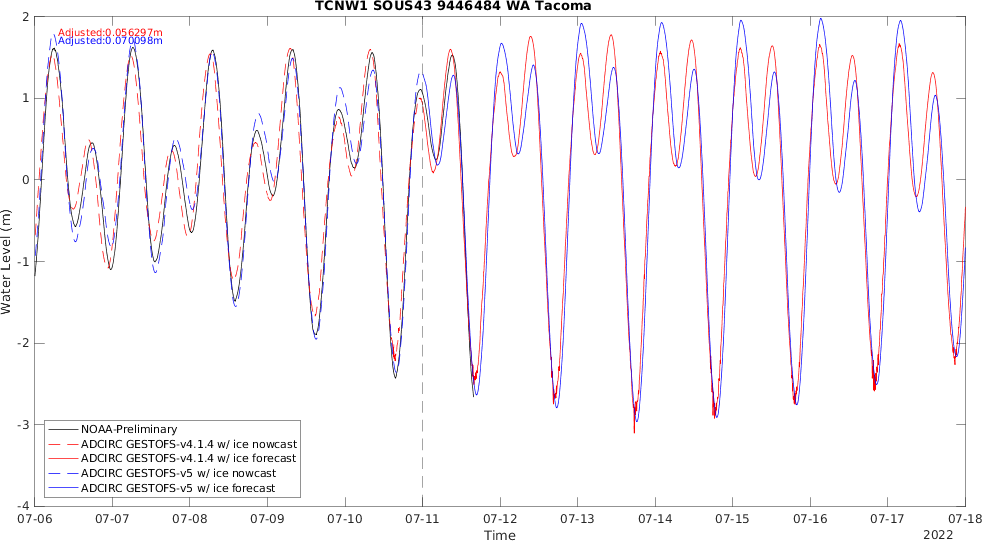 TCNW1 SOUS43 9446484 WA Tacoma
Adjusted:0.056297m
Adjusted:0.070098m
Water Level (m)
2
1
0
-1
-2
-3
-4
NOAA-Preliminary
ADCIRC GESTOFS-v4.1.4 w/ ice nowcast
ADCIRC GESTOFS-v4.1.4 w/ ice forecast
ADCIRC GESTOFS-v5 w/ ice nowcast
ADCIRC GESTOFS-v5 w/ ice forecast
07-06 07-07 07-08 07-09 07-10 07-11 07-12 07-13 07-14 07-15 07-16 07-17 07-18
Time
2022